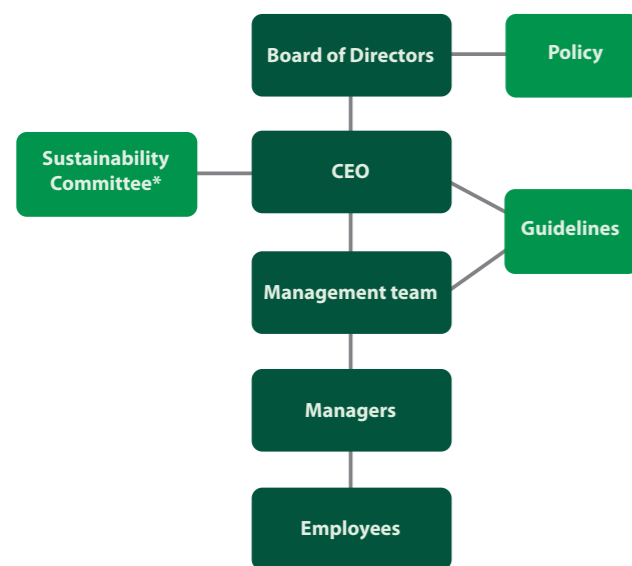 Board of Directors
Policy
Sustainability
Committee*
CEO
Guidelines
Management team
Managers
Employees